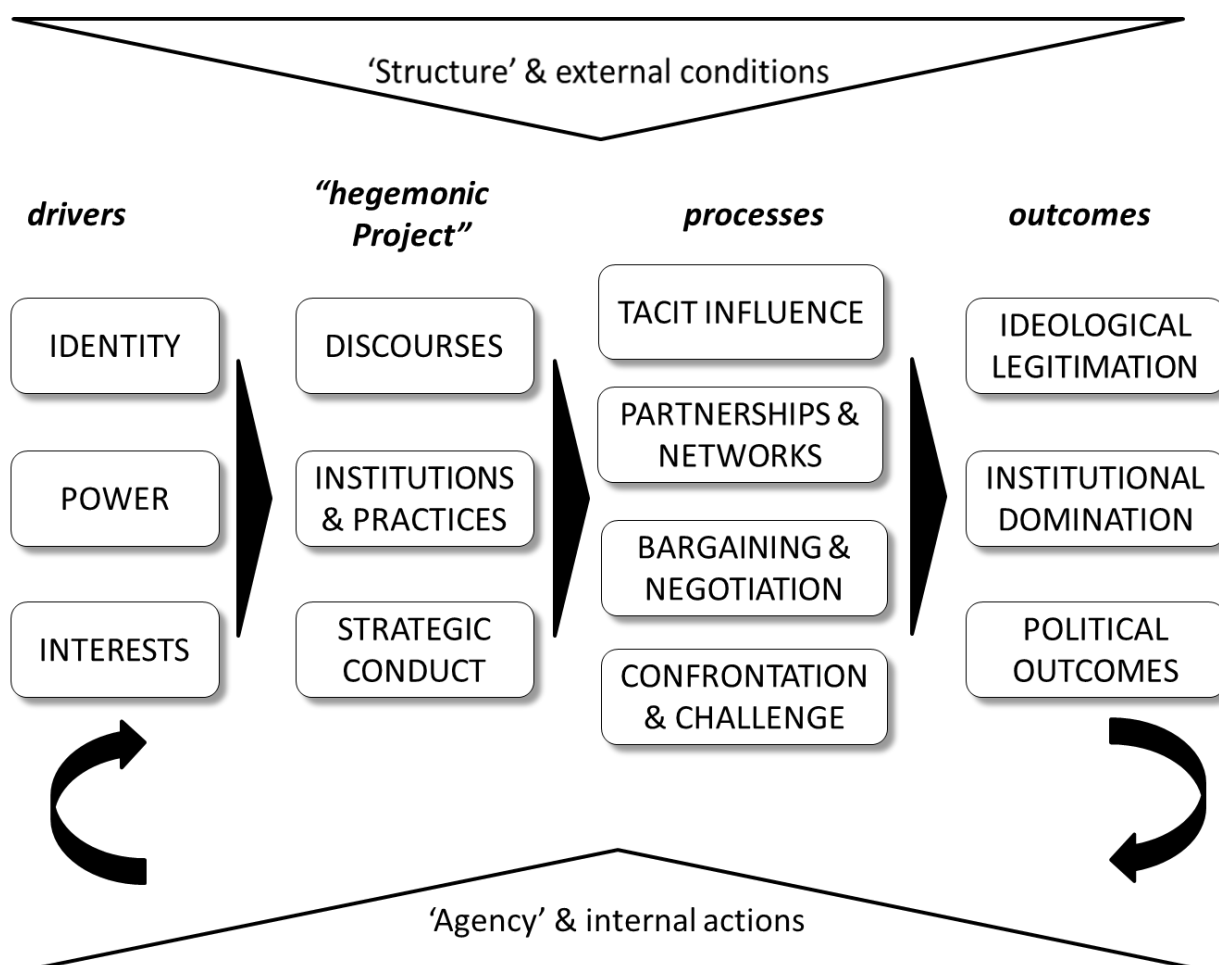 ‘Structure’ & external conditions
drivers
“hegemonic
Project”
processes
outcomes
IDENTITY
POWER
INTERESTS
DISCOURSES
INSTITUTIONS
& PRACTICES
STRATEGIC
CONDUCT
TACIT INFLUENCE
PARTNERSHIPS &
NETWORKS
BARGAINING &
NEGOTIATION
CONFRONTATION
& CHALLENGE
IDEOLOGICAL
LEGITIMATION
INSTITUTIONAL
DOMINATION
POLITICAL
OUTCOMES
‘Agency’ & internal actions